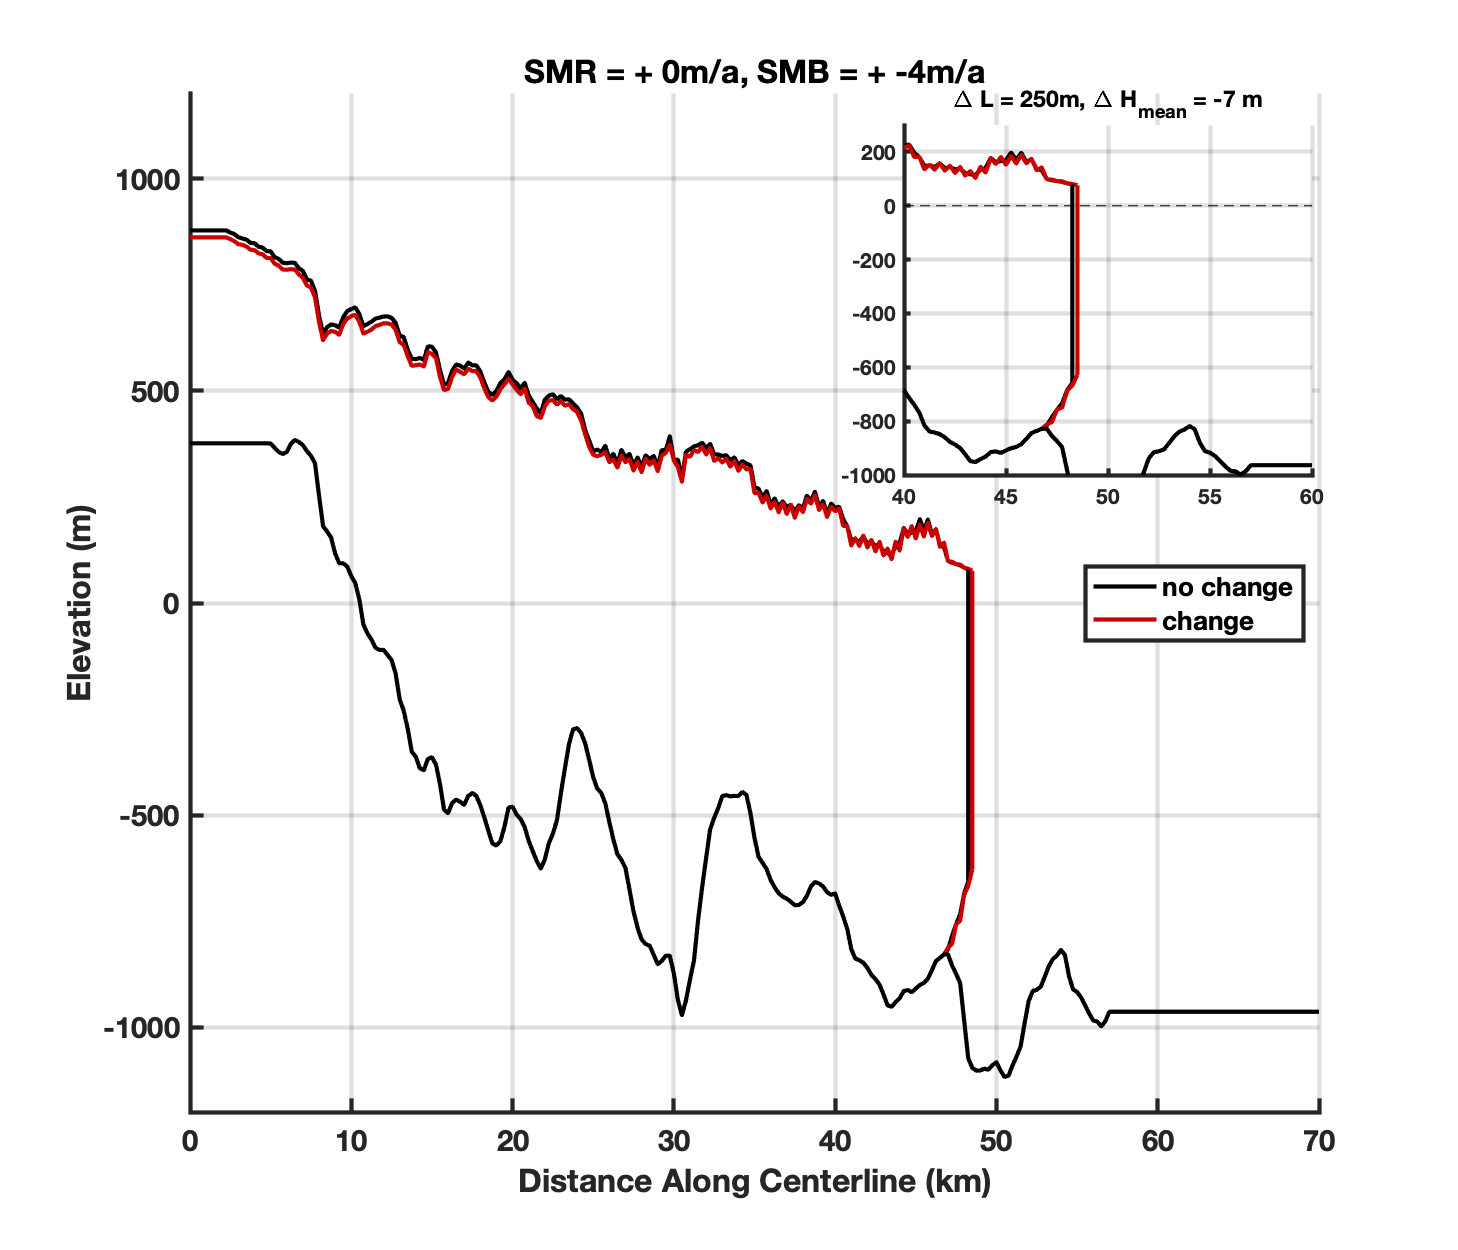 SMR = + 0m/a, SMB = + -4m/a
Δ L = 250m, Δ H_mean = -7 m
200
0
-200
-400
-600
-800
-1000
40 45 50 55 60
1000
500
0
-500
-1000
Elevation (m)
no change
change
0 10 20 30 40 50 60 70
Distance Along Centerline (km)